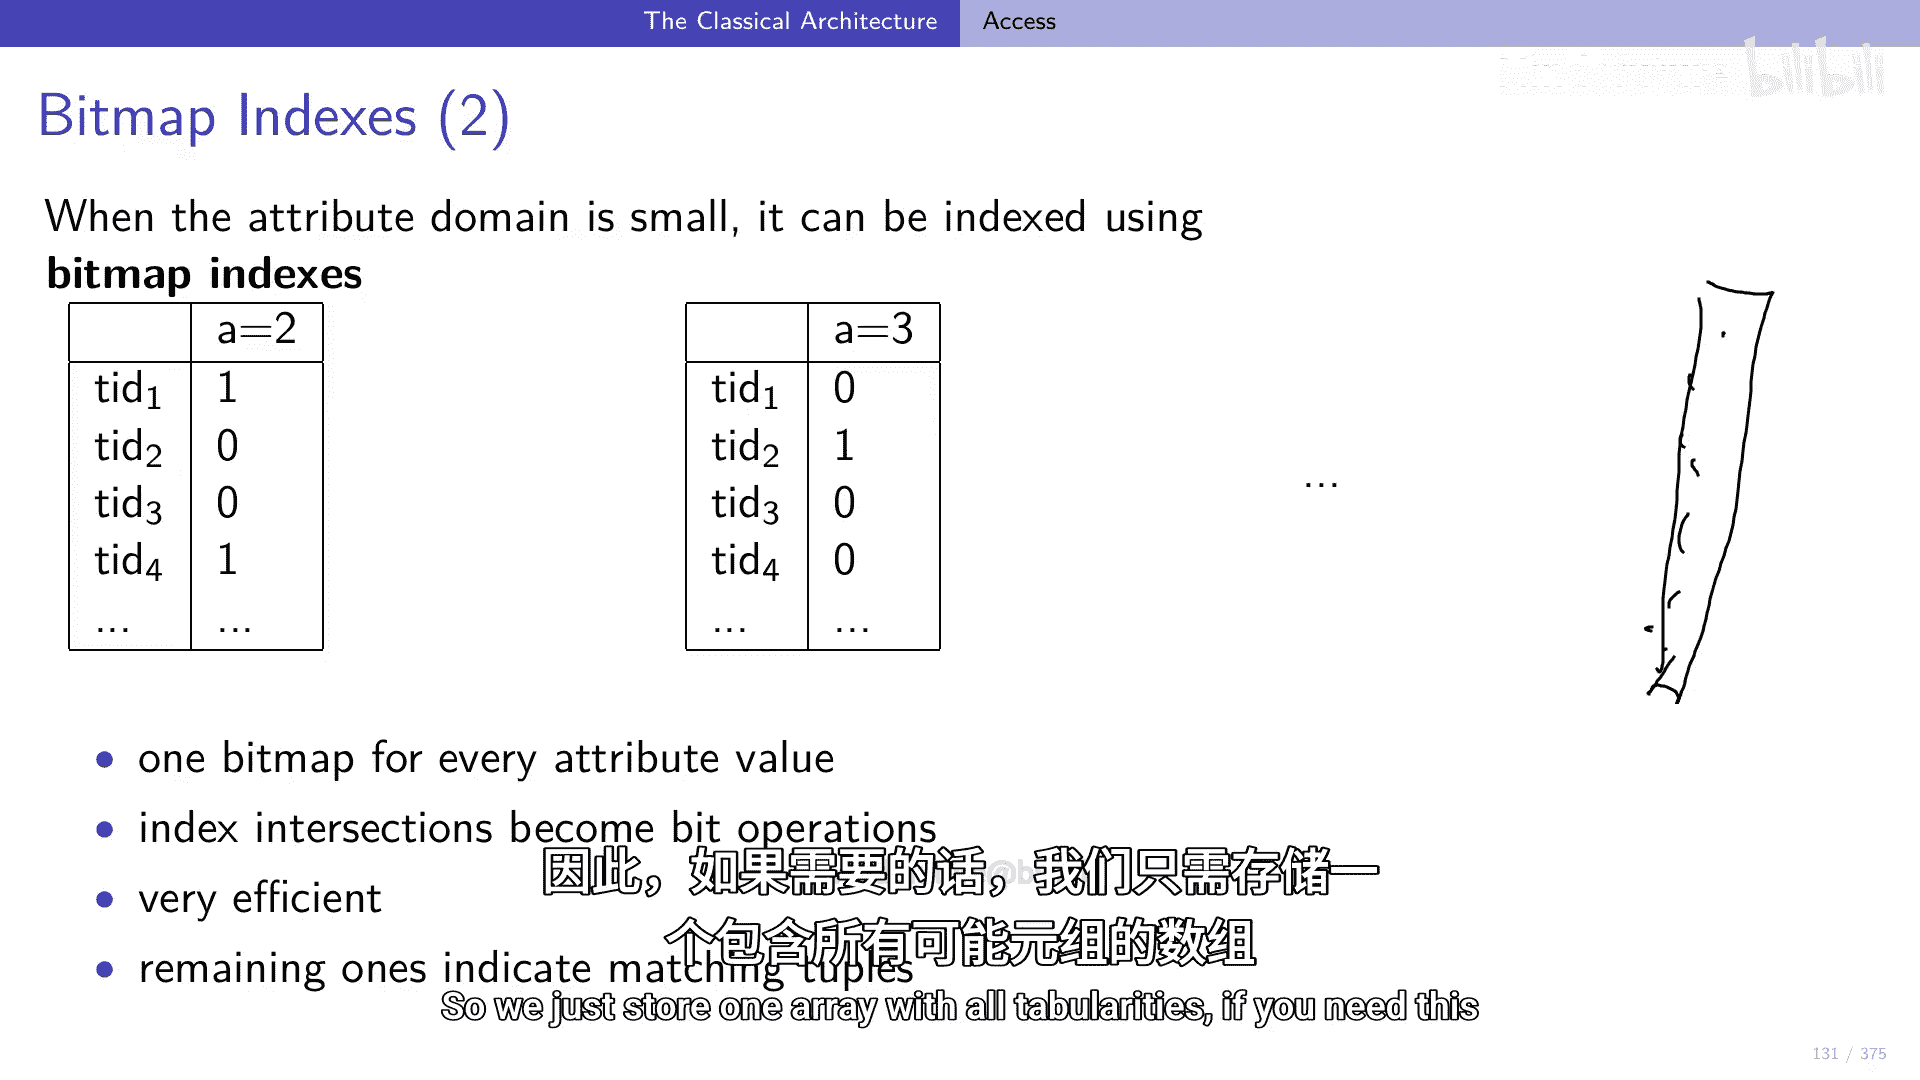 The Classical Architecture Access
bilibili
Bitmap Indexes (2)
When the attribute domain is small, it can be indexed using
bitmap indexes
a=2 a=3
tid1 1 tid1 0
tid2 0 tid2 1
tid3 0 tid3 0 ...
tid4 1 tid4 0
... ... ... ...
• one bitmap for every attribute value
• index intersections become bit operations
• very efficient
• remaining ones indicate matching tuples
因此，如果需要的话，我们只需存储一
个包含所有可能元组的数组
So we just store one array with all tabularities, if you need this
131 / 375